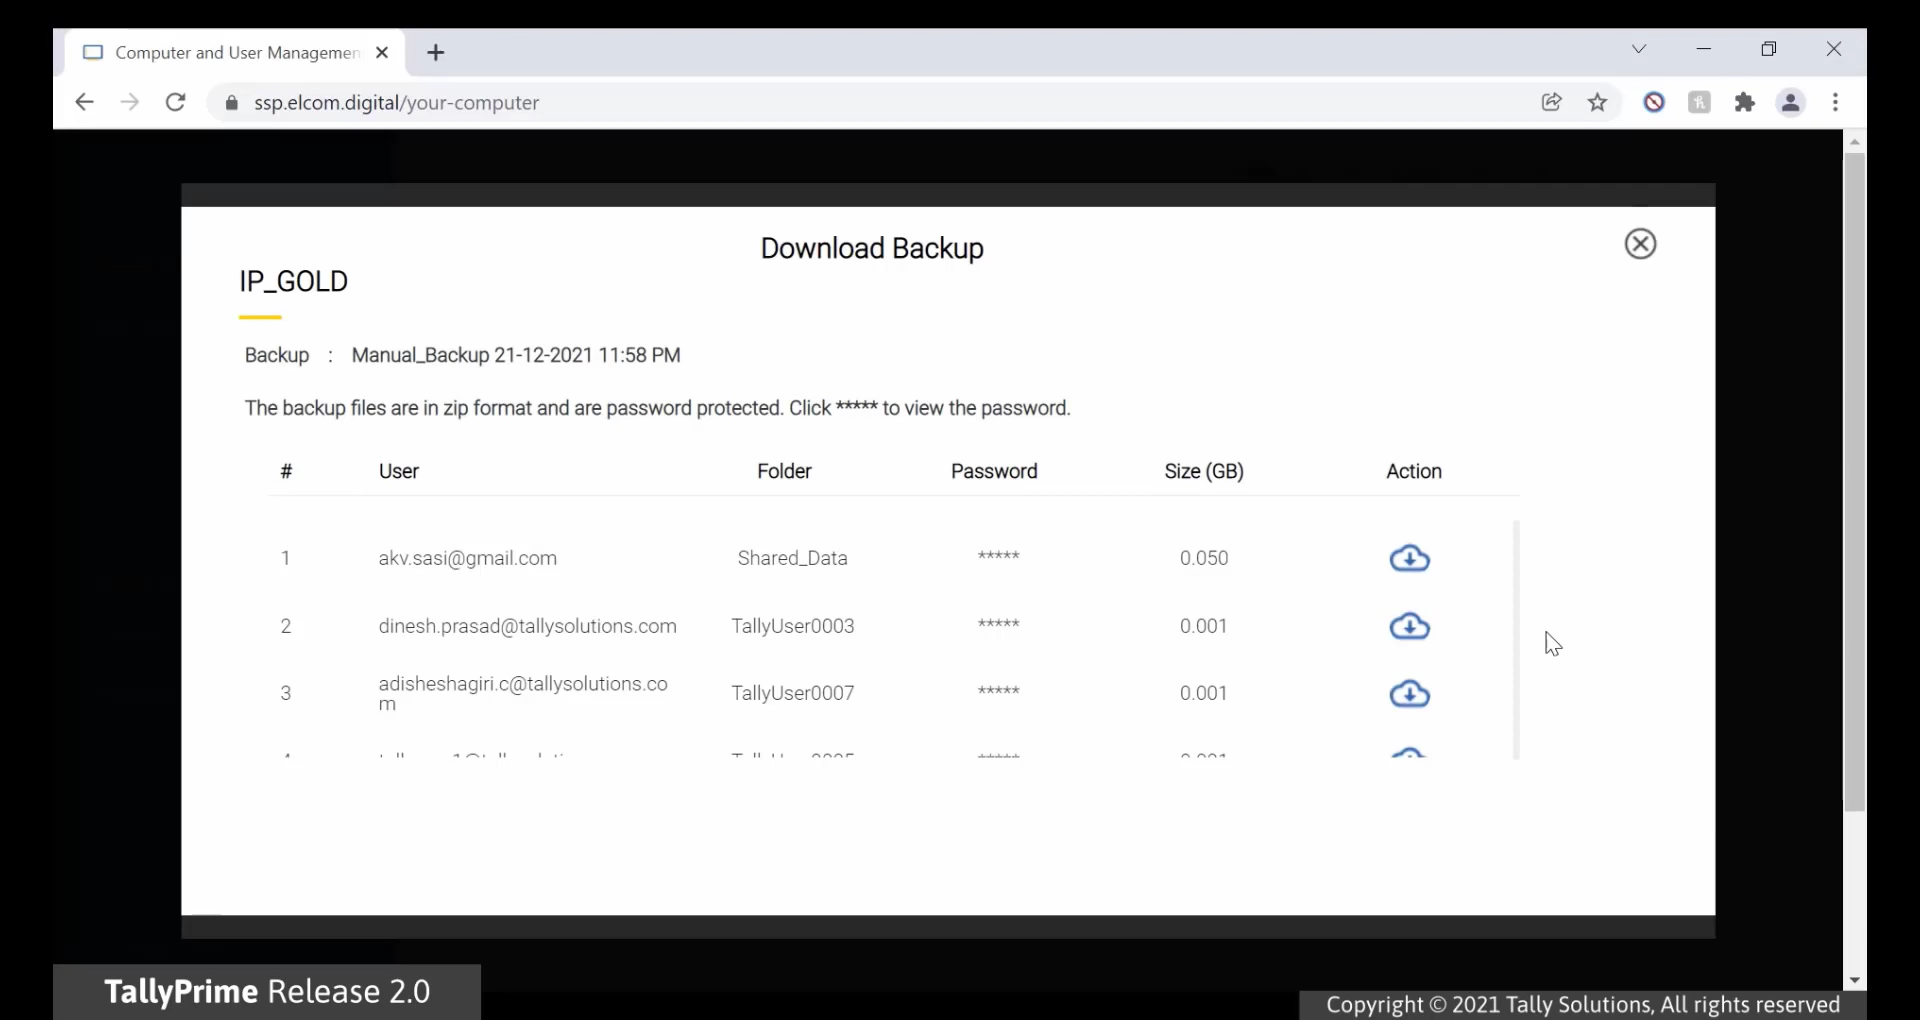 Computer and User Managemen
ssp.elcom.digital/your-computer
Download Backup
IP_GOLD
Backup : Manual_Backup 21-12-2021 11:58 PM
The backup files are in zip format and are password protected. Click ***** to view the password.
# User Folder Password Size (GB) Action
1 akv.sasi@gmail.com Shared_Data ***** 0.050
2 dinesh.prasad@tallysolutions.com TallyUser0003 ***** 0.001
3 adisheshagiri.c@tallysolutions.co TallyUser0007 ***** 0.001
m
TallyPrime Release 2.0
Copyright © 2021 Tally Solutions, All rights reserved